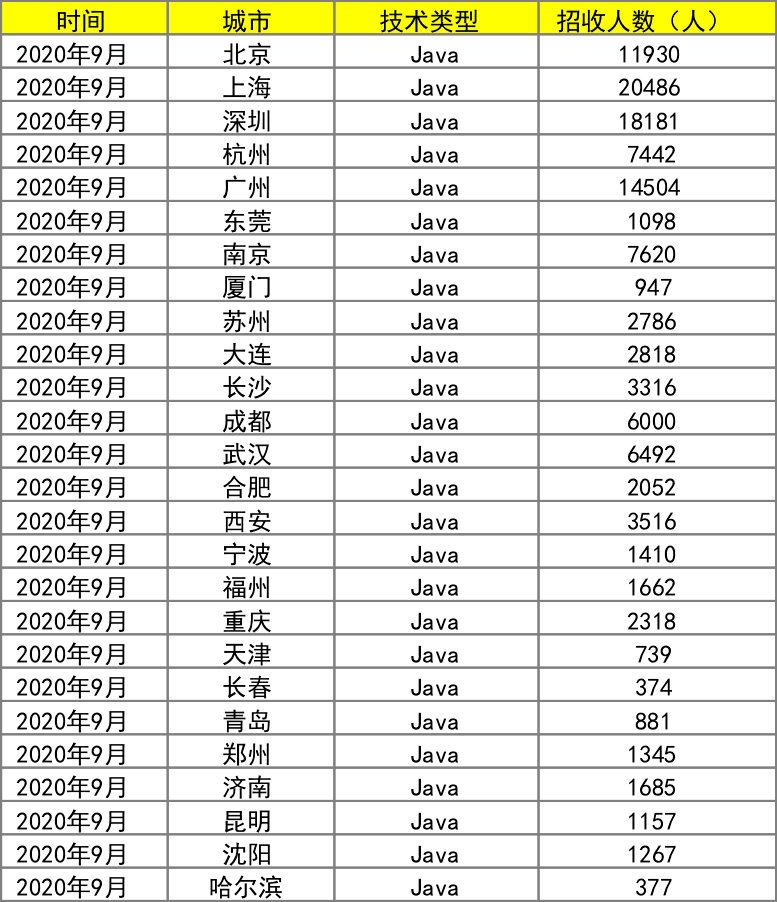 时间 城市 技术类型 招收人数（人）
2020年9月 北京 Java 11930
2020年9月 上海 Java 20486
2020年9月 深圳 Java 18181
2020年9月 杭州 Java 7442
2020年9月 广州 Java 14504
2020年9月 东莞 Java 1098
2020年9月 南京 Java 7620
2020年9月 厦门 Java 947
2020年9月 苏州 Java 2786
2020年9月 大连 Java 2818
2020年9月 长沙 Java 3316
2020年9月 成都 Java 6000
2020年9月 武汉 Java 6492
2020年9月 合肥 Java 2052
2020年9月 西安 Java 3516
2020年9月 宁波 Java 1410
2020年9月 福州 Java 1662
2020年9月 重庆 Java 2318
2020年9月 天津 Java 739
2020年9月 长春 Java 374
2020年9月 青岛 Java 881
2020年9月 郑州 Java 1345
2020年9月 济南 Java 1685
2020年9月 昆明 Java 1157
2020年9月 沈阳 Java 1267
2020年9月 哈尔滨 Java 377